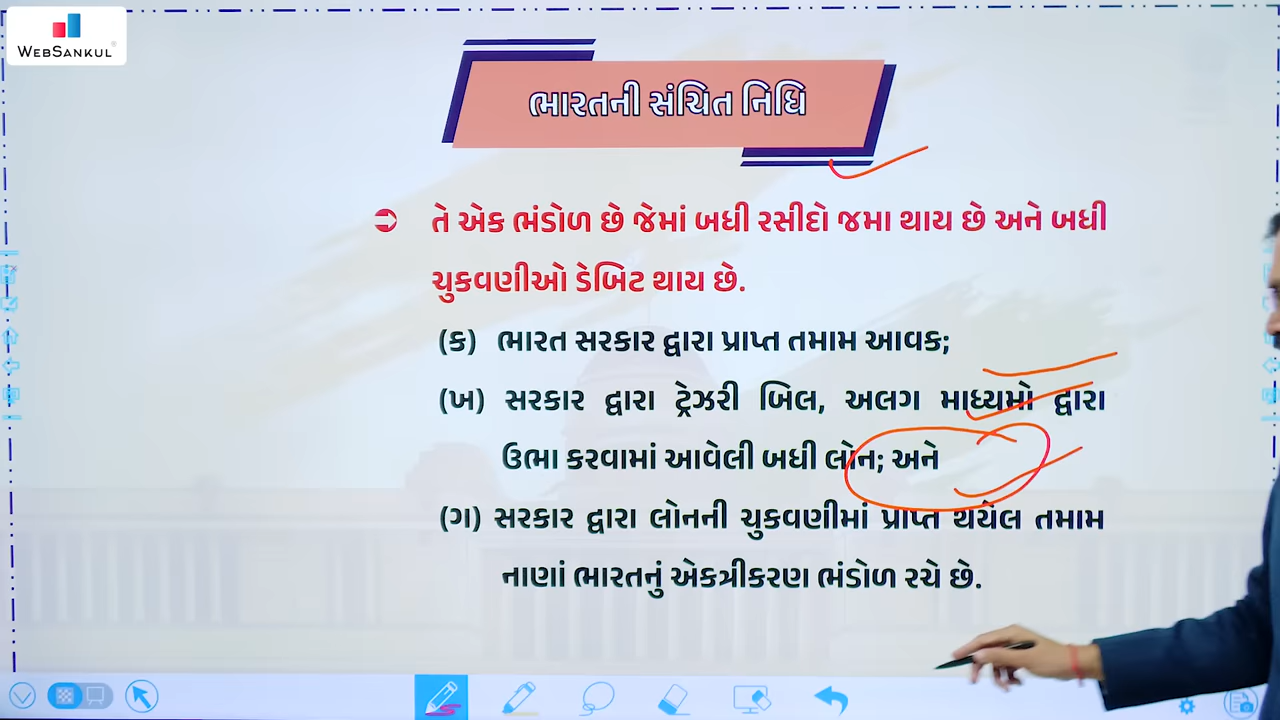 WEBSANKUL
ભારતની સંચિત નિધિ
તે એક ભંડોળ છે જેમાં બધી રસીદો જમા થાય છે અને બધી
ચુકવણીઓ ડેબિટ થાય છે.
(ક) ભારત સરકાર દ્વારા પ્રાપ્ત તમામ આવક;
(ખ) સરકાર દ્વારા ટ્રેઝરી બિલ, અલગ માધ્યમો દ્વારા
ઉભા કરવામાં આવેલી બધી લોન; અને
(ગ) સરકાર દ્વારા લોનની ચુકવણીમાં પ્રાપ્ત થયેલ તમામ
નાણાં ભારતનું એકત્રીકરણ ભંડોળ રચે છે.